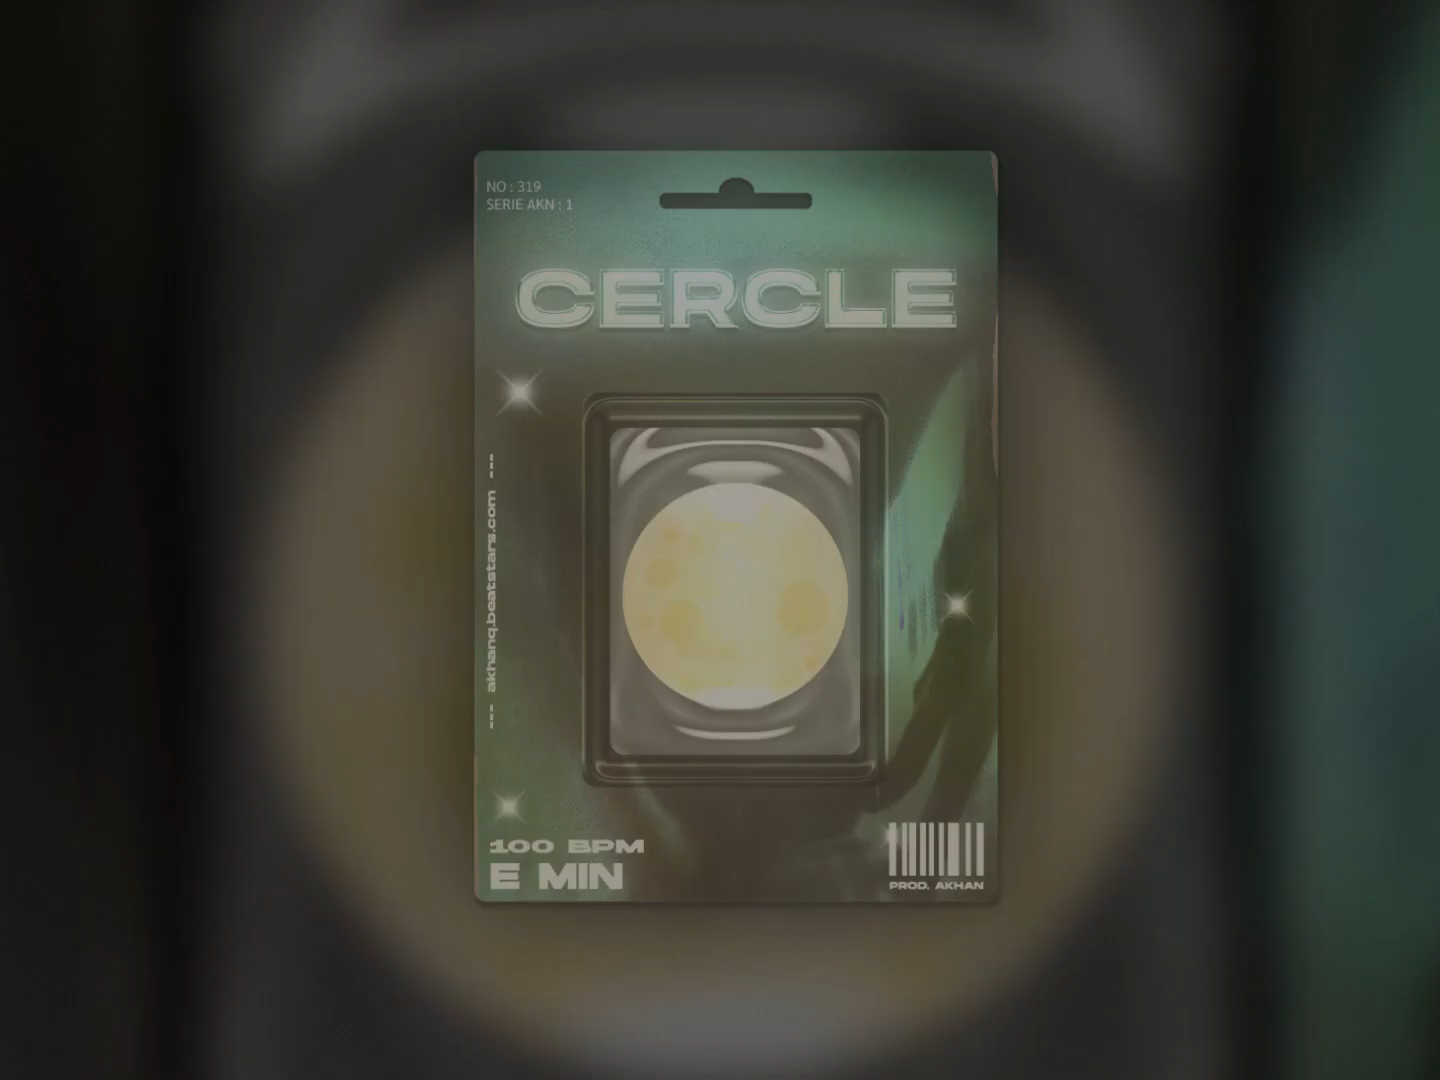 NO : 319
SERIE AKN : 1
CERCLE
--- akhanq.beatstars.com ---
100 BPM
E MIN
PROD. AKHAN